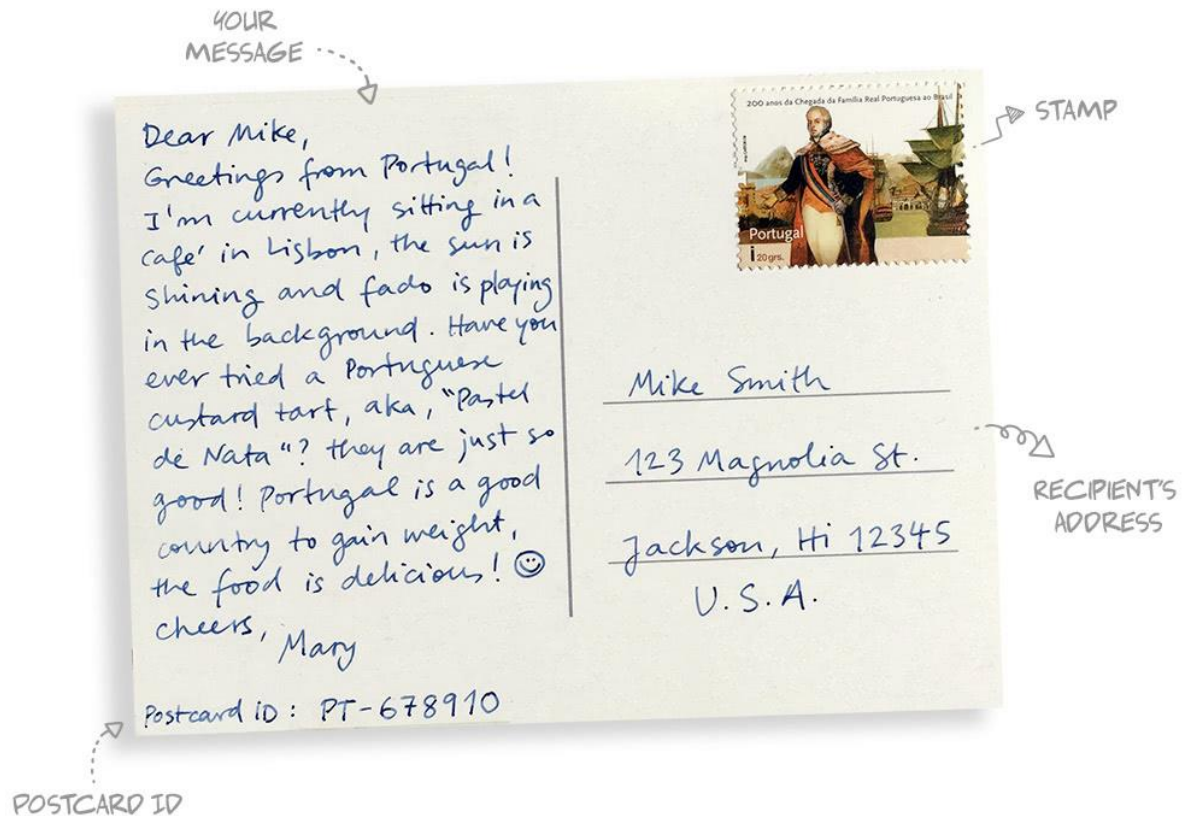 YOUR
MESSAGE
Dear Mike,
Greetings from Portugal!
I'm currently sitting in a
café in Lisbon, the sun is
shining and fado is playing
in the background. Have you
ever tried a Portuguese
custard tart, aka, "Pastel
de Nata"? they are just so
good! Portugal is a good
country to gain weight,
the food is delicious! ☺
cheers,
Mary
Postcard ID: PT-678910
POSTCARD ID
200 anos da Chegada da Família Real Portuguesa ao Brasil
Portugal
i 20 grs.
STAMP
Mike Smith
123 Magnolia St.
Jackson, Hi 12345
U.S.A.
RECIPIENT'S
ADDRESS